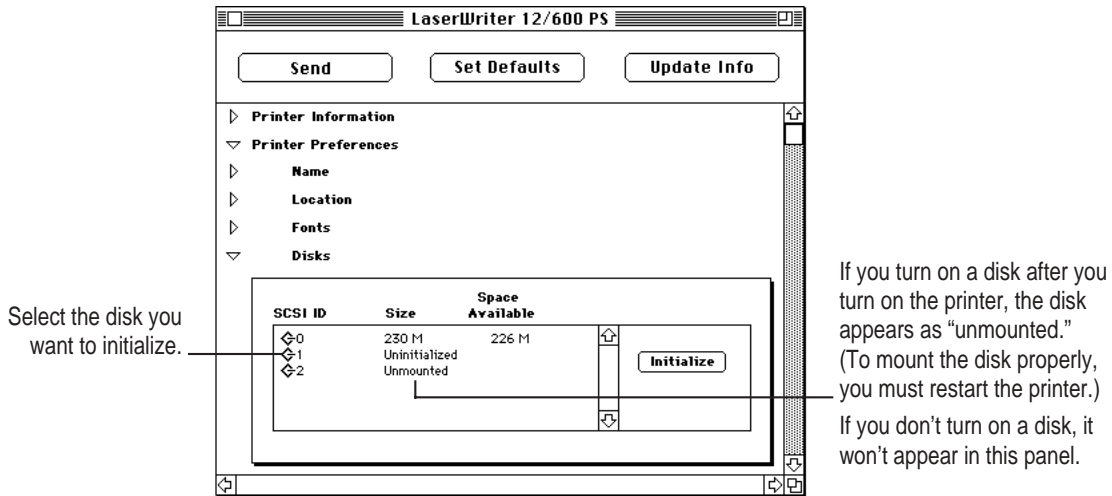 LaserWriter 12/600 PS
Send Set Defaults Update Info
Printer Information
Printer Preferences
Name
Location
Fonts
Disks
Select the disk you
want to initialize.
SCSI ID Size Space Available
0 230 M 226 M
1 Uninitialized
2 Unmounted
Initialize
If you turn on a disk after you
turn on the printer, the disk
appears as “unmounted.”
(To mount the disk properly,
you must restart the printer.)
If you don’t turn on a disk, it
won’t appear in this panel.